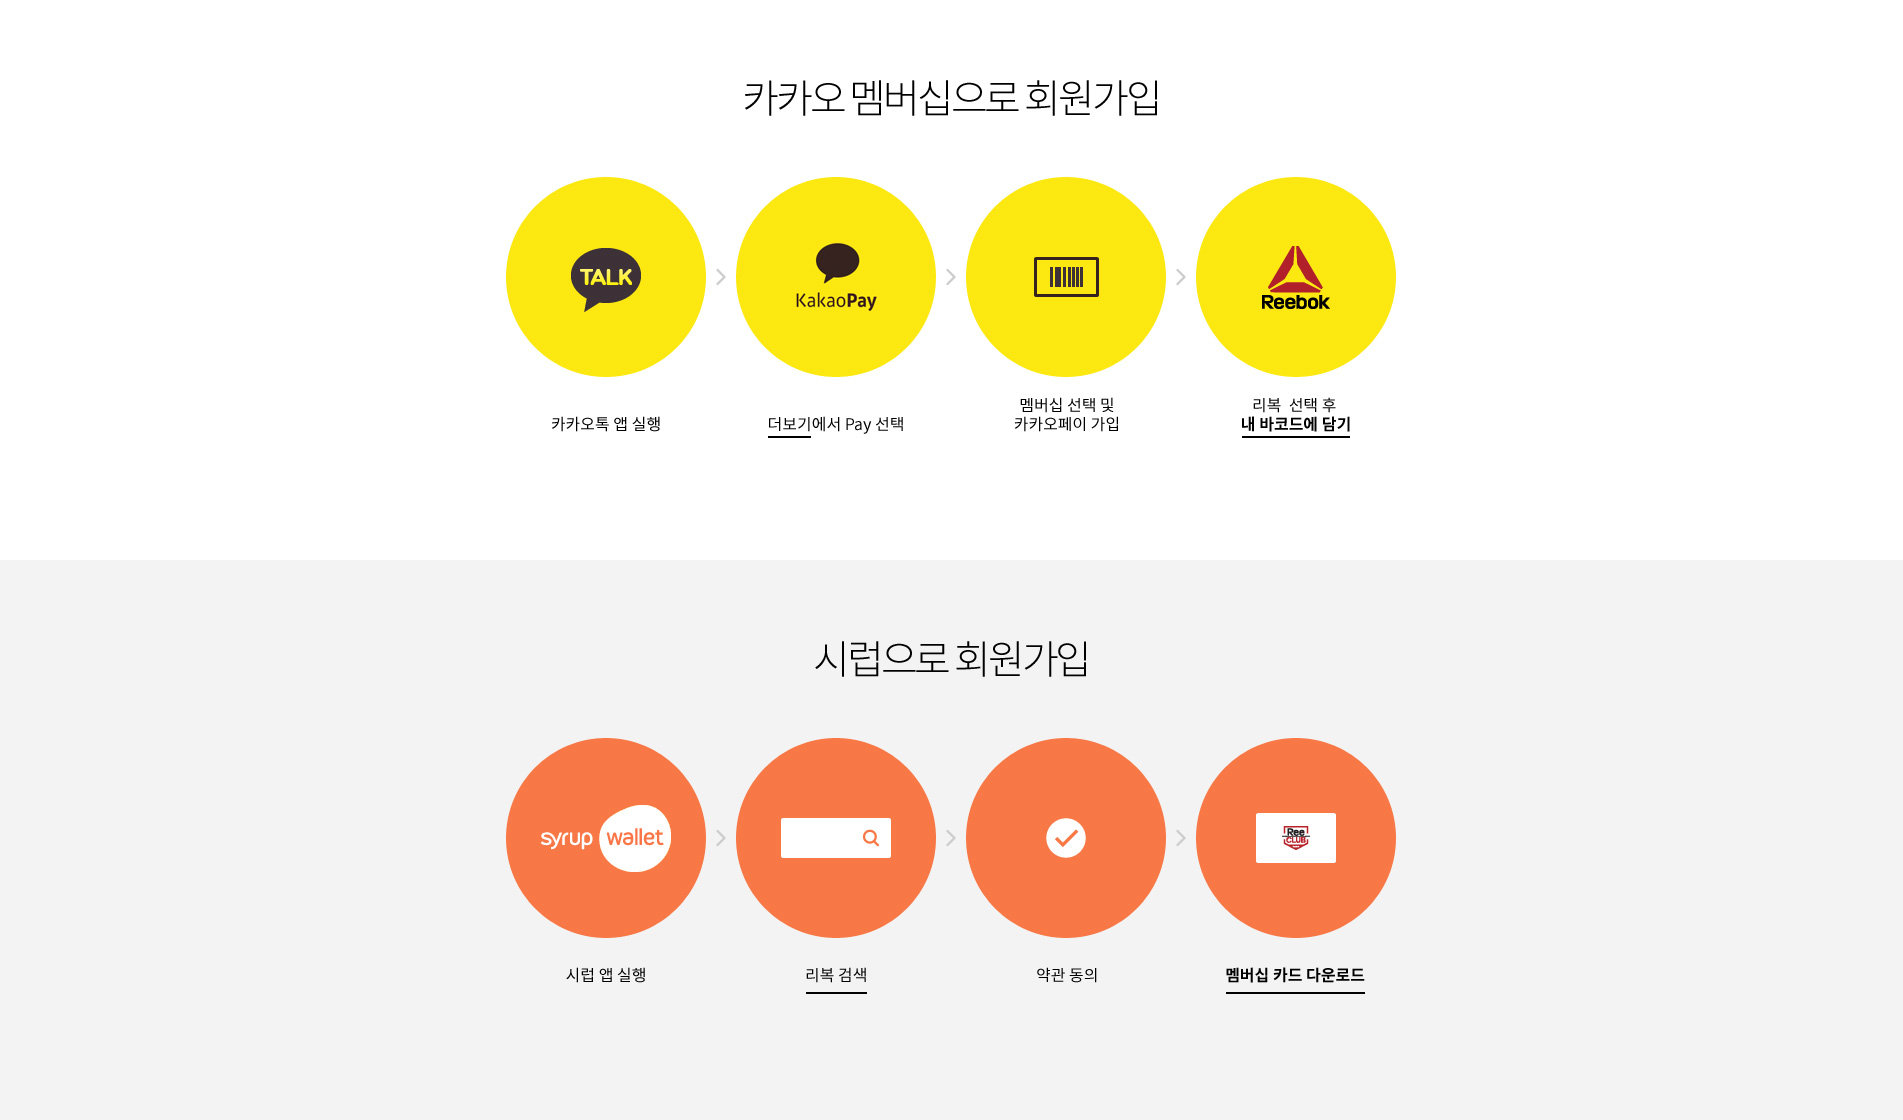 카카오 멤버십으로 회원가입
TALK
KakaoPay
Reebok
카카오톡 앱 실행
더보기에서 Pay 선택
멤버십 선택 및
카카오페이 가입
리복 선택 후
내 바코드에 담기
시럽으로 회원가입
syrup wallet
Ree
CLUB
시럽 앱 실행
리복 검색
약관 동의
멤버십 카드 다운로드